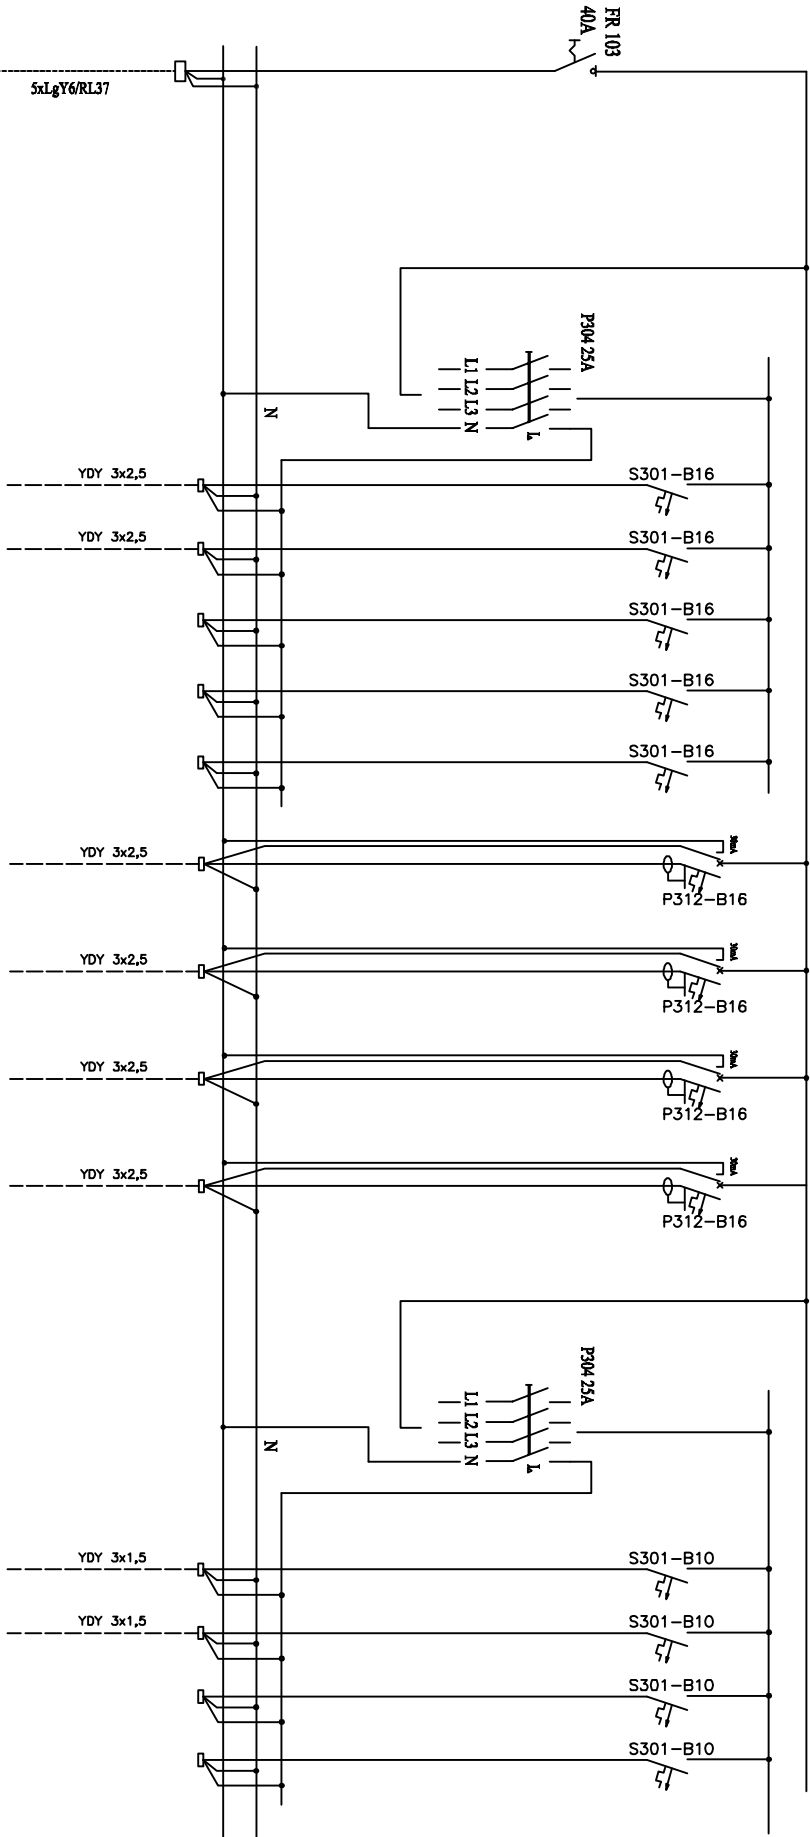 FR 103
40A
5xLgY6/RL37
P304 25A
L1 L2 L3 N
L
N
YDY 3x2,5
S301-B16
YDY 3x2,5
S301-B16
S301-B16
S301-B16
S301-B16
30mA
YDY 3x2,5
P312-B16
30mA
YDY 3x2,5
P312-B16
30mA
YDY 3x2,5
P312-B16
30mA
YDY 3x2,5
P312-B16
P304 25A
L1 L2 L3 N
L
N
YDY 3x1,5
S301-B10
YDY 3x1,5
S301-B10
S301-B10
S301-B10